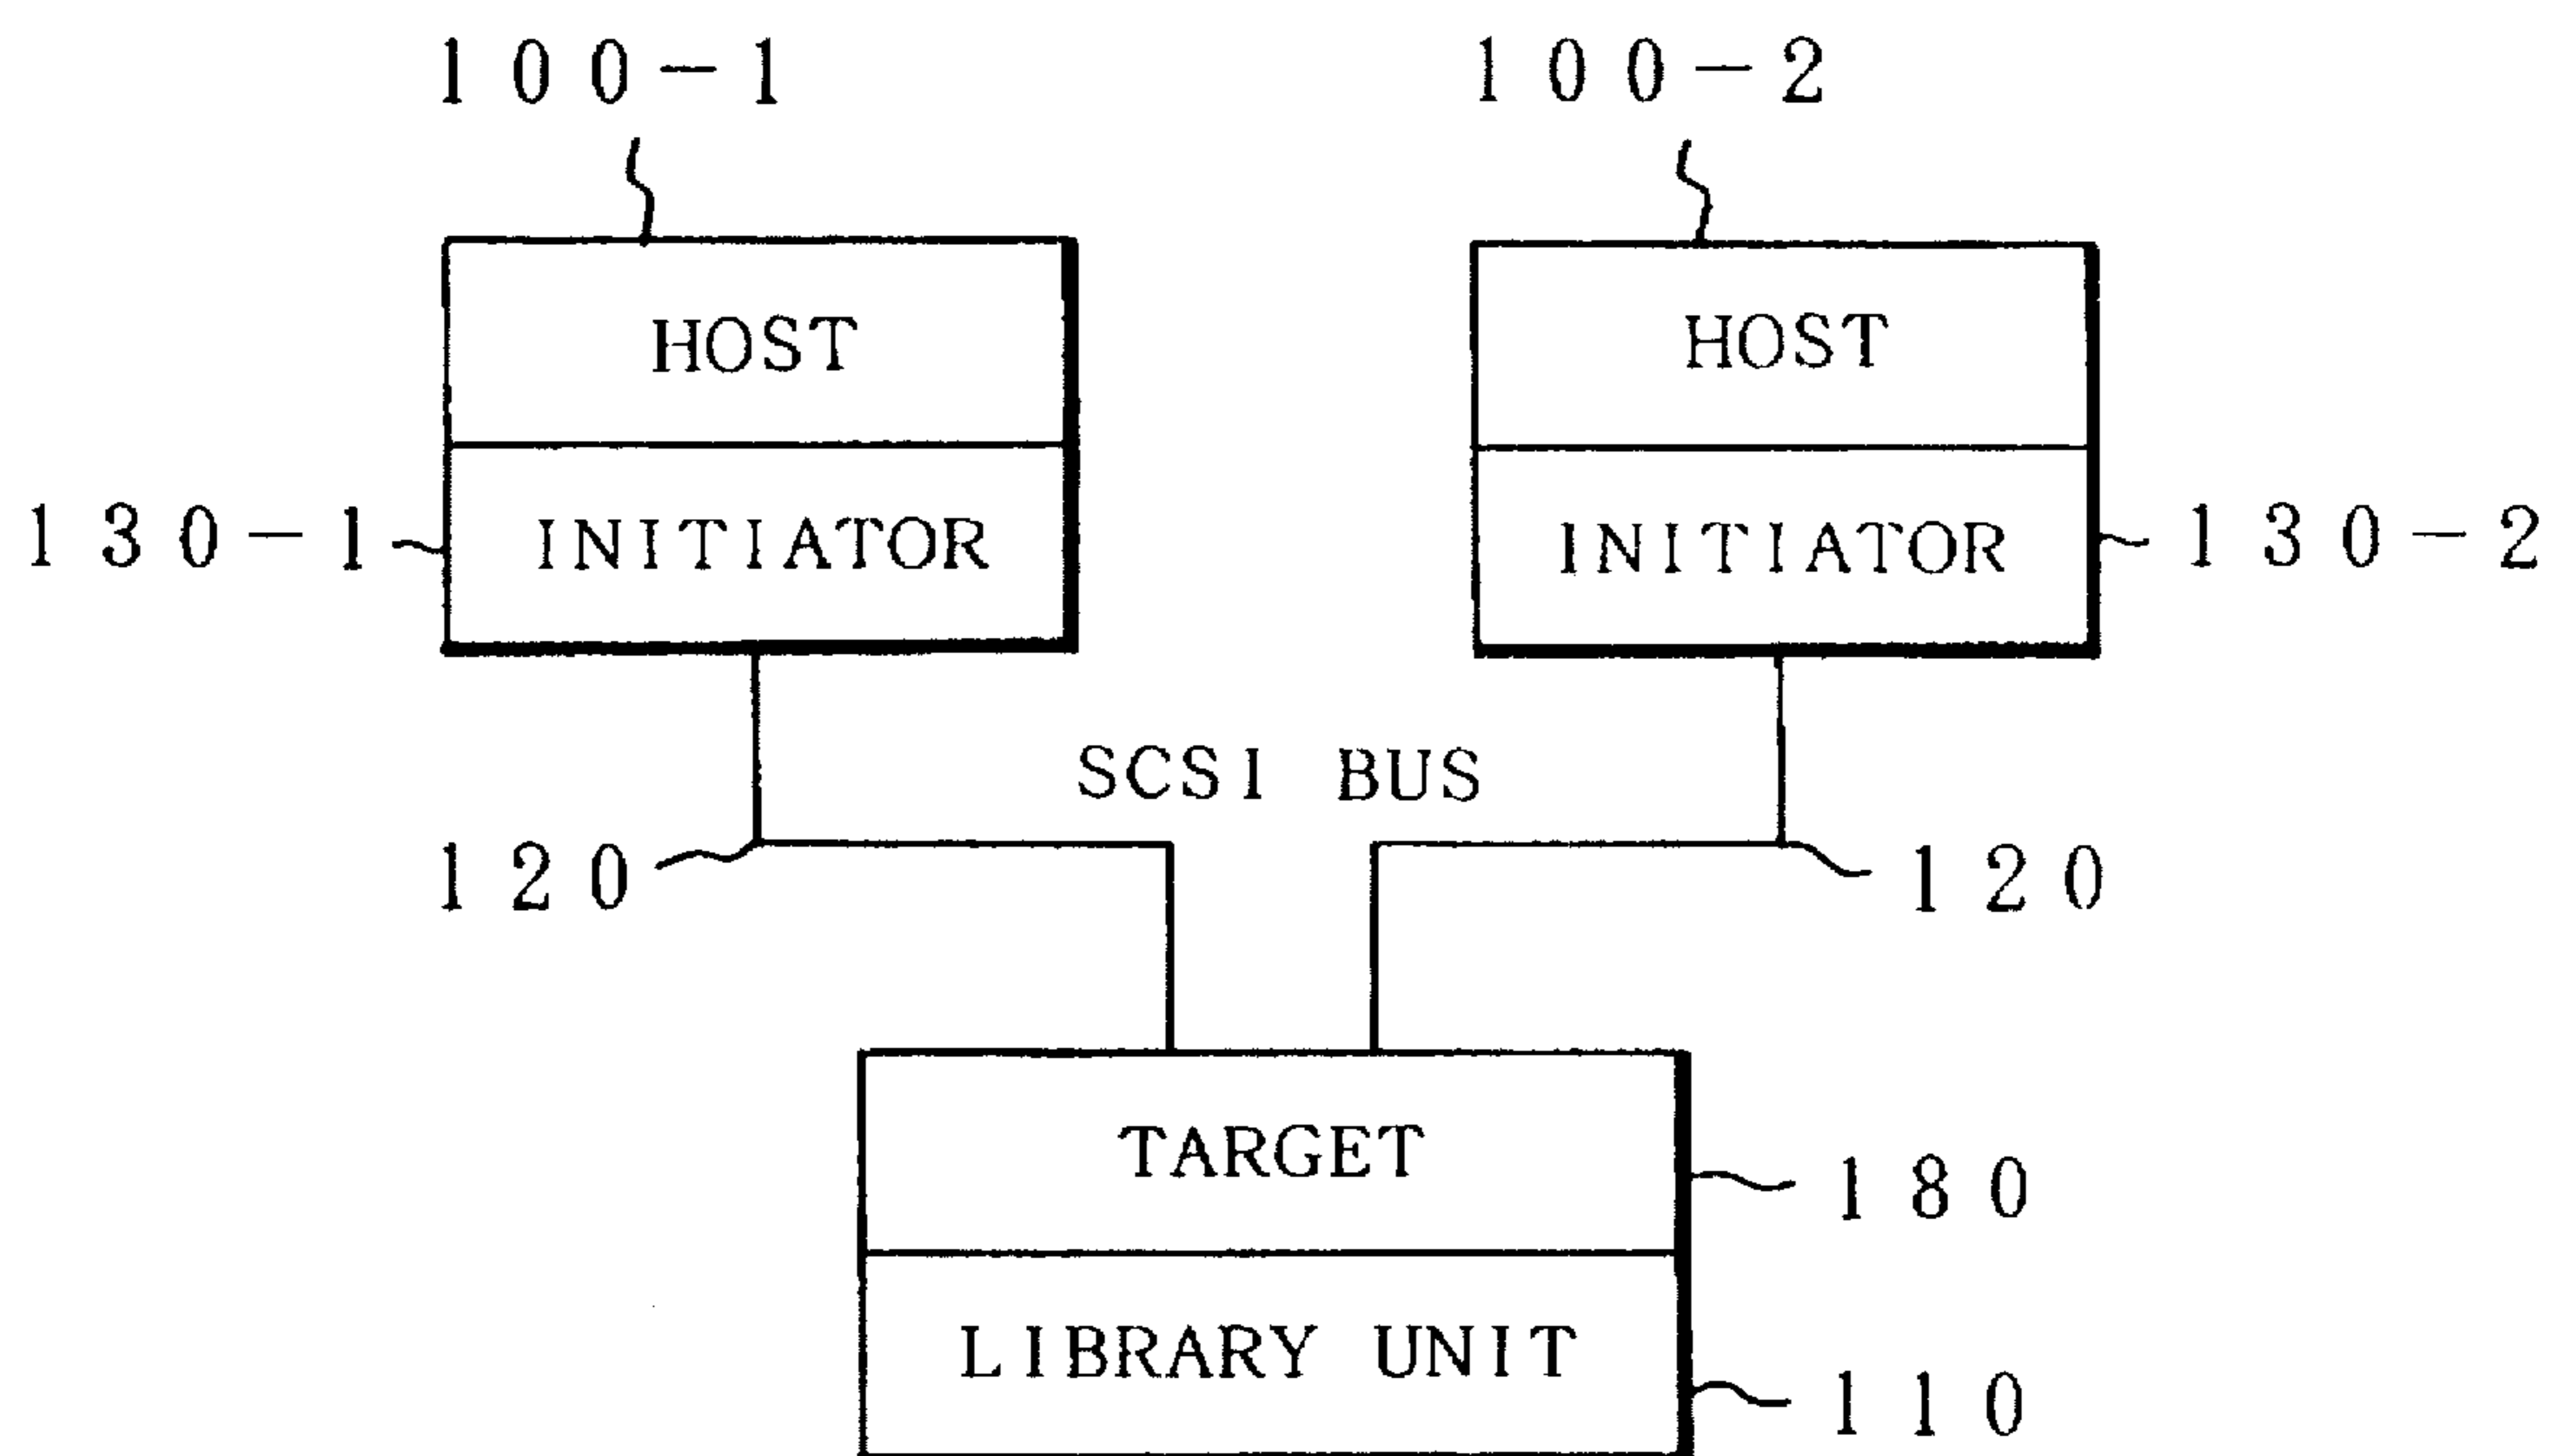 100-1
100-2
HOST
HOST
130-1
INITIATOR
INITIATOR
130-2
SCSI BUS
120
120
TARGET
180
LIBRARY UNIT
110